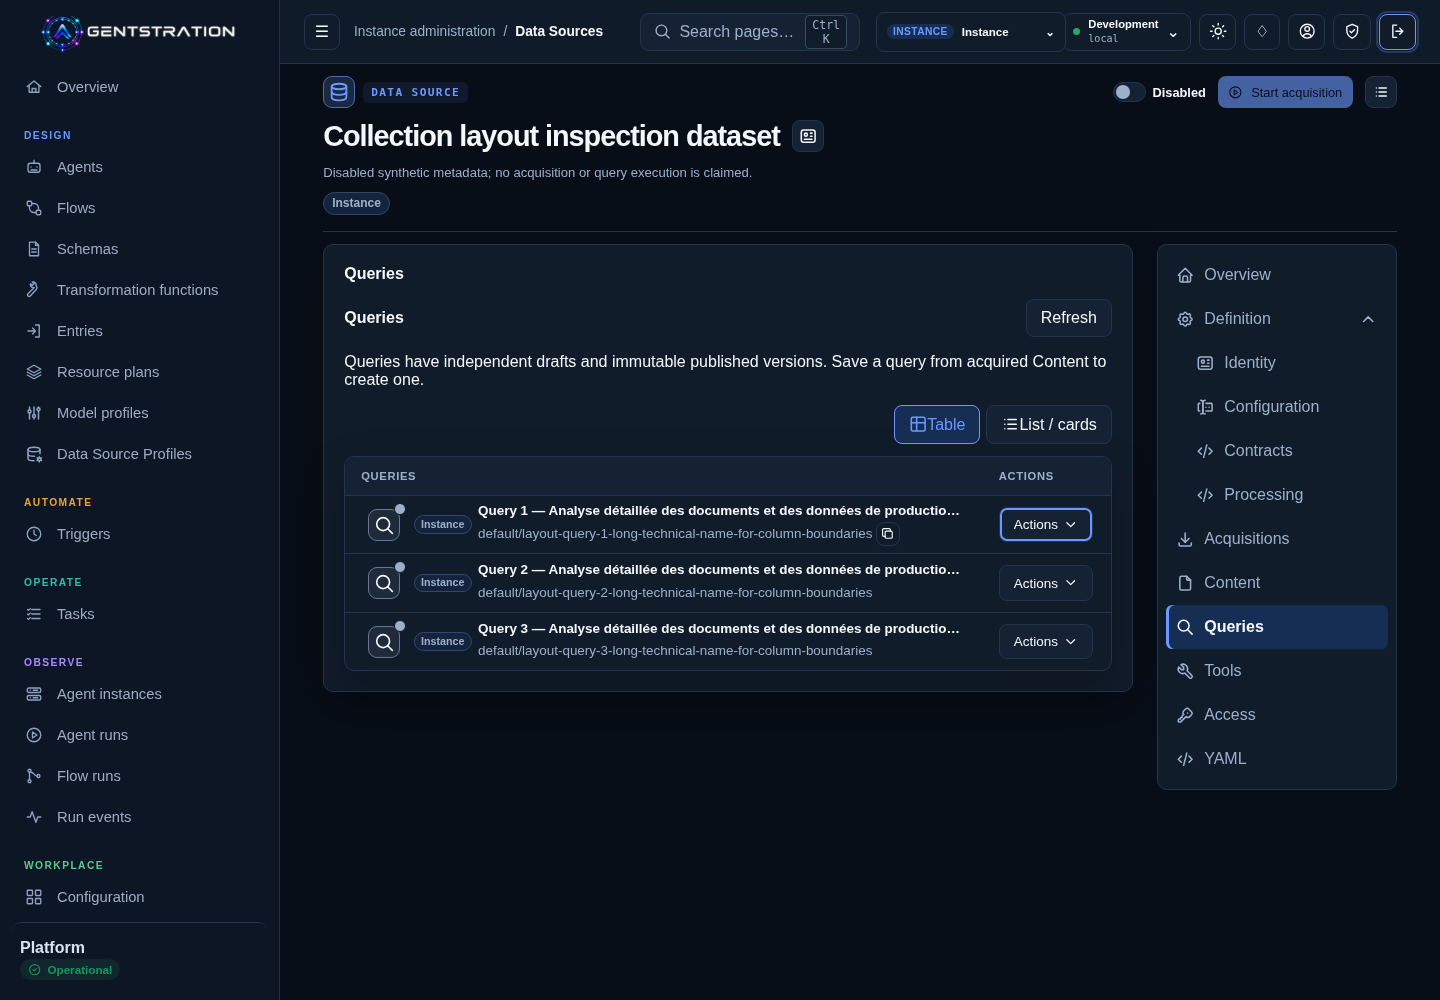 GENTSTRATION
☰
Instance administration / Data Sources
Search pages…
Ctrl K
INSTANCE Instance
Development
local
Overview
DESIGN
Agents
Flows
Schemas
Transformation functions
Entries
Resource plans
Model profiles
Data Source Profiles
AUTOMATE
Triggers
OPERATE
Tasks
OBSERVE
Agent instances
Agent runs
Flow runs
Run events
WORKPLACE
Configuration
Platform
Operational
DATA SOURCE
Disabled
Start acquisition
Collection layout inspection dataset
Disabled synthetic metadata; no acquisition or query execution is claimed.
Instance
Queries
Queries
Refresh
Queries have independent drafts and immutable published versions. Save a query from acquired Content to
create one.
Table
List / cards
QUERIES
ACTIONS
Instance
Query 1 — Analyse détaillée des documents et des données de productio…
default/layout-query-1-long-technical-name-for-column-boundaries
Actions
Instance
Query 2 — Analyse détaillée des documents et des données de productio…
default/layout-query-2-long-technical-name-for-column-boundaries
Actions
Instance
Query 3 — Analyse détaillée des documents et des données de productio…
default/layout-query-3-long-technical-name-for-column-boundaries
Actions
Overview
Definition
Identity
Configuration
Contracts
Processing
Acquisitions
Content
Queries
Tools
Access
YAML